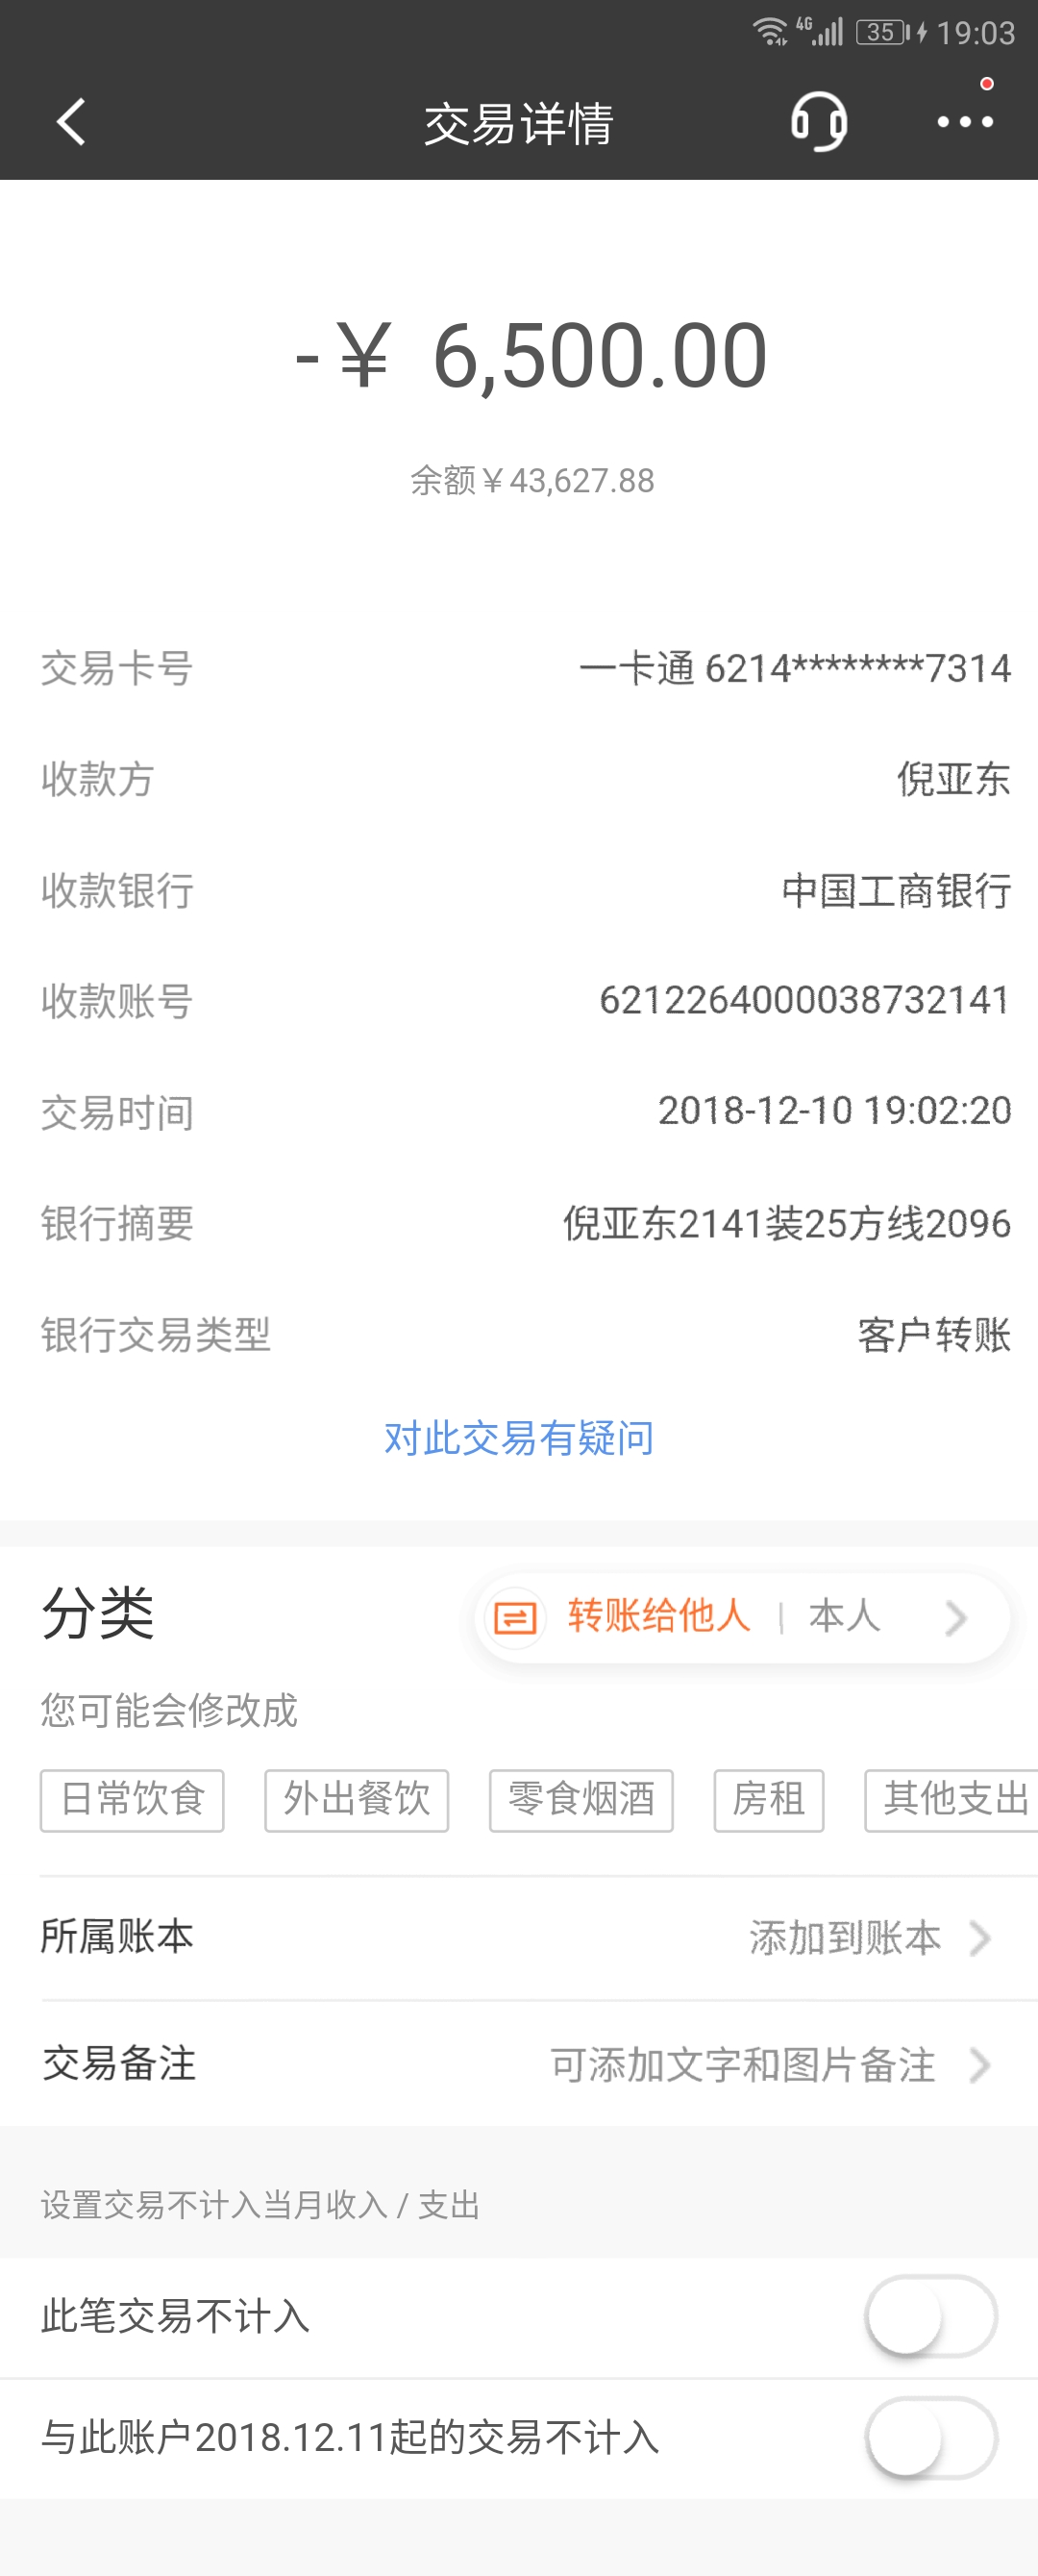 4G 35 19:03
交易详情
-￥ 6,500.00
余额￥43,627.88
交易卡号 一卡通 6214********7314
收款方 倪亚东
收款银行 中国工商银行
收款账号 6212264000038732141
交易时间 2018-12-10 19:02:20
银行摘要 倪亚东2141装25方线2096
银行交易类型 客户转账
对此交易有疑问
分类 转账给他人 | 本人
您可能会修改成
日常饮食 外出餐饮 零食烟酒 房租 其他支出
所属账本 添加到账本
交易备注 可添加文字和图片备注
设置交易不计入当月收入 / 支出
此笔交易不计入
与此账户2018.12.11起的交易不计入